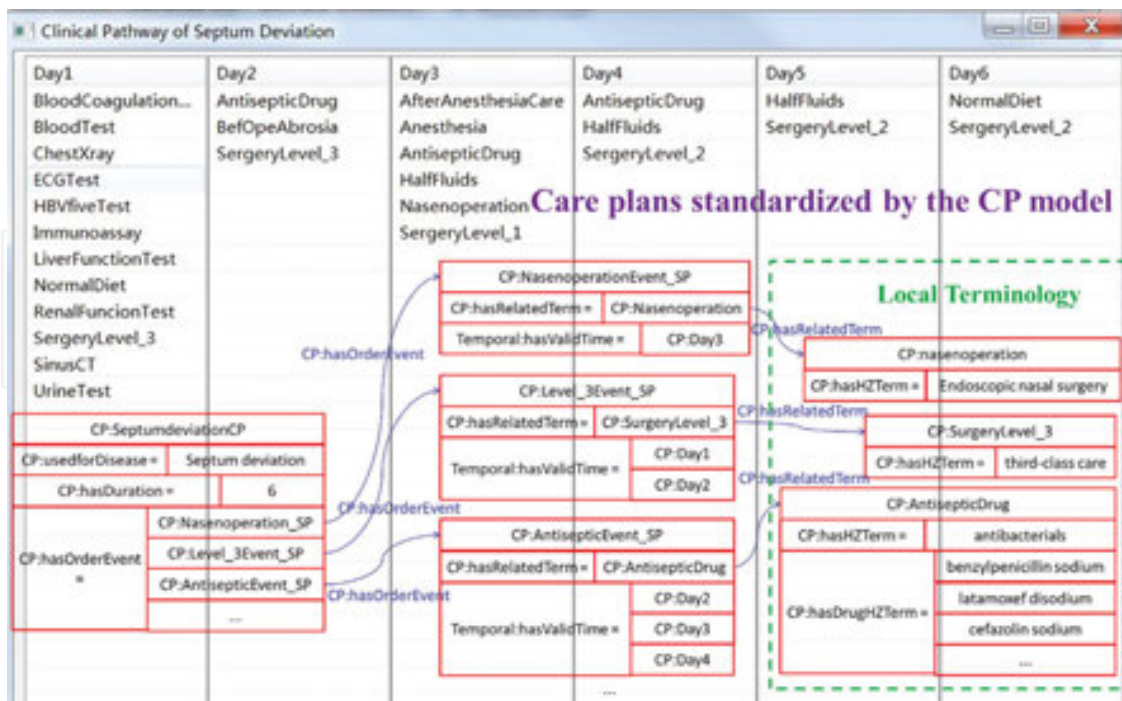 Clinical Pathway of Septum Deviation
Day1
BloodCoagulation...
BloodTest
ChestXray
ECGTest
HBVfiveTest
Immunoassay
LiverFunctionTest
NormalDiet
RenalFuncionTest
SergeryLevel_3
SinusCT
UrineTest
Day2
AntisepticDrug
BefOpeAbrosia
SergeryLevel_3
Day3
AfterAnesthesiaCare
Anesthesia
AntisepticDrug
HalfFluids
Nasenoperation
SergeryLevel_1
Day4
AntisepticDrug
HalfFluids
SergeryLevel_2
Day5
HalfFluids
SergeryLevel_2
Day6
NormalDiet
SergeryLevel_2
Care plans standardized by the CP model
CP:SeptumdeviationCP
CP:usedforDisease = Septum deviation
CP:hasDuration = 6
CP:hasOrderEvent =
CP:Nasenoperation_SP
CP:Level_3Event_SP
CP:AntisepticEvent_SP
...
CP:hasOrderEvent
CP:hasOrderEvent
CP:hasOrderEvent
CP:NasenoperationEvent_SP
CP:hasRelatedTerm = CP:Nasenoperation
Temporal:hasValidTime = CP:Day3
CP:Level_3Event_SP
CP:hasRelatedTerm = CP:SurgeryLevel_3
Temporal:hasValidTime =
CP:Day1
CP:Day2
CP:AntisepticEvent_SP
CP:hasRelatedTerm = CP:AntisepticDrug
Temporal:hasValidTime =
CP:Day2
CP:Day3
CP:Day4
...
CP:hasRelatedTerm
CP:hasRelatedTerm
CP:hasRelatedTerm
Local Terminology
CP:nasenoperation
CP:hasHZTerm = Endoscopic nasal surgery
CP:SurgeryLevel_3
CP:hasHZTerm = third-class care
CP:AntisepticDrug
CP:hasHZTerm = antibacterials
CP:hasDrugHZTerm =
benzylpenicillin sodium
latamoxef disodium
cefazolin sodium
...